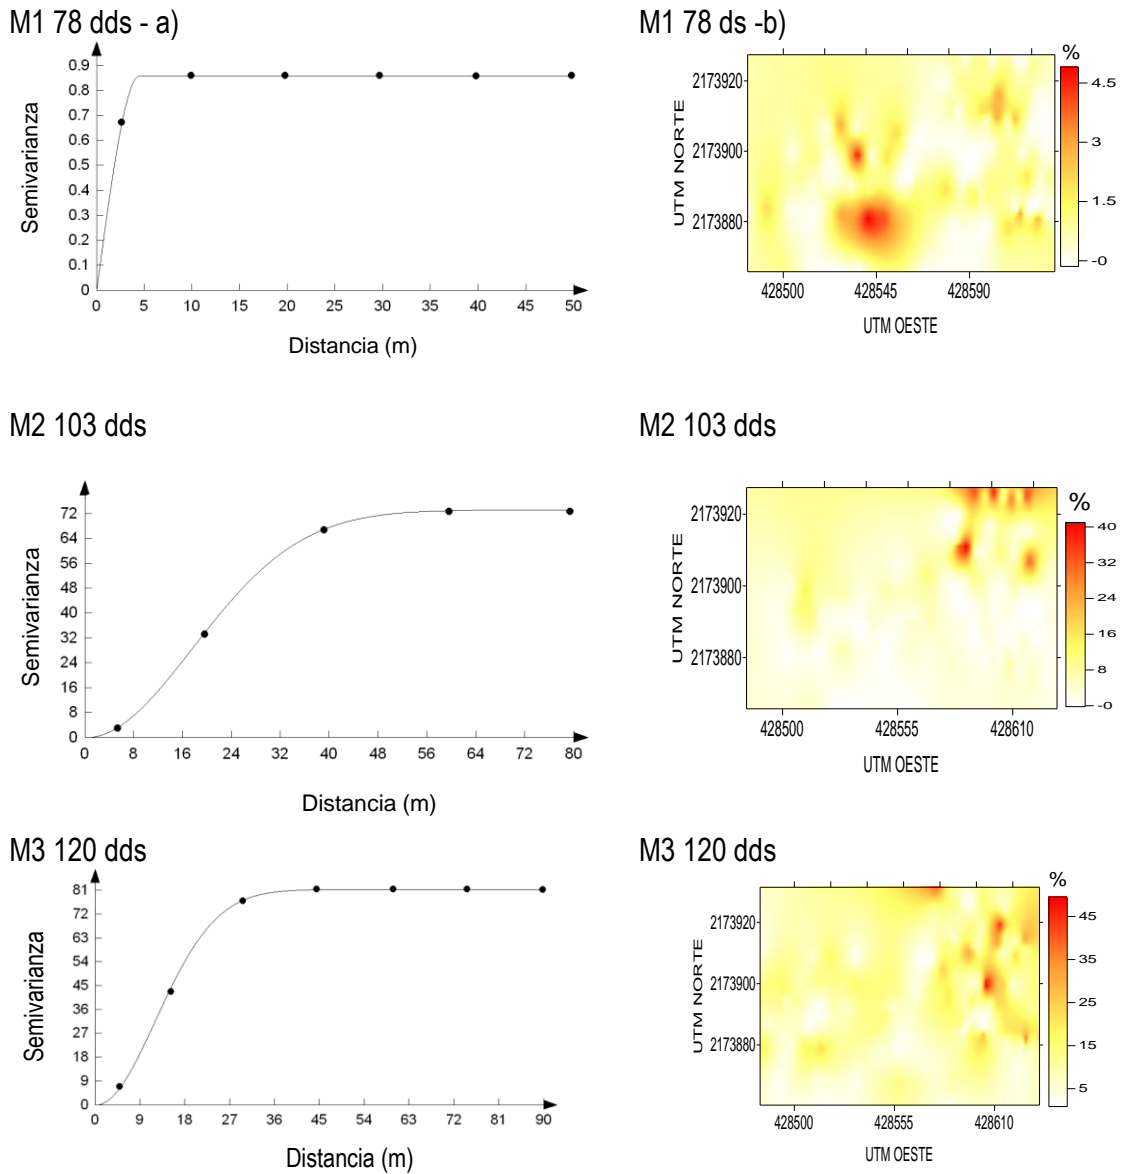 M1 78 dds - a)
0.9
0.8
0.7
0.6
0.5
0.4
0.3
0.2
0.1
0
0 5 10 15 20 25 30 35 40 45 50
Semivarianza
Distancia (m)
M1 78 ds -b)
%
4.5
3
1.5
-0
2173920
2173900
2173880
UTM NORTE
428500 428545 428590
UTM OESTE
M2 103 dds
72
64
56
48
40
32
24
16
8
0
0 8 16 24 32 40 48 56 64 72 80
Semivarianza
Distancia (m)
M2 103 dds
%
40
32
24
16
8
-0
2173920
2173900
2173880
UTM NORTE
428500 428555 428610
UTM OESTE
M3 120 dds
81
72
63
54
45
36
27
18
9
0
0 9 18 27 36 45 54 63 72 81 90
Semivarianza
Distancia (m)
M3 120 dds
%
45
35
25
15
5
2173920
2173900
2173880
UTM NORTE
428500 428555 428610
UTM OESTE